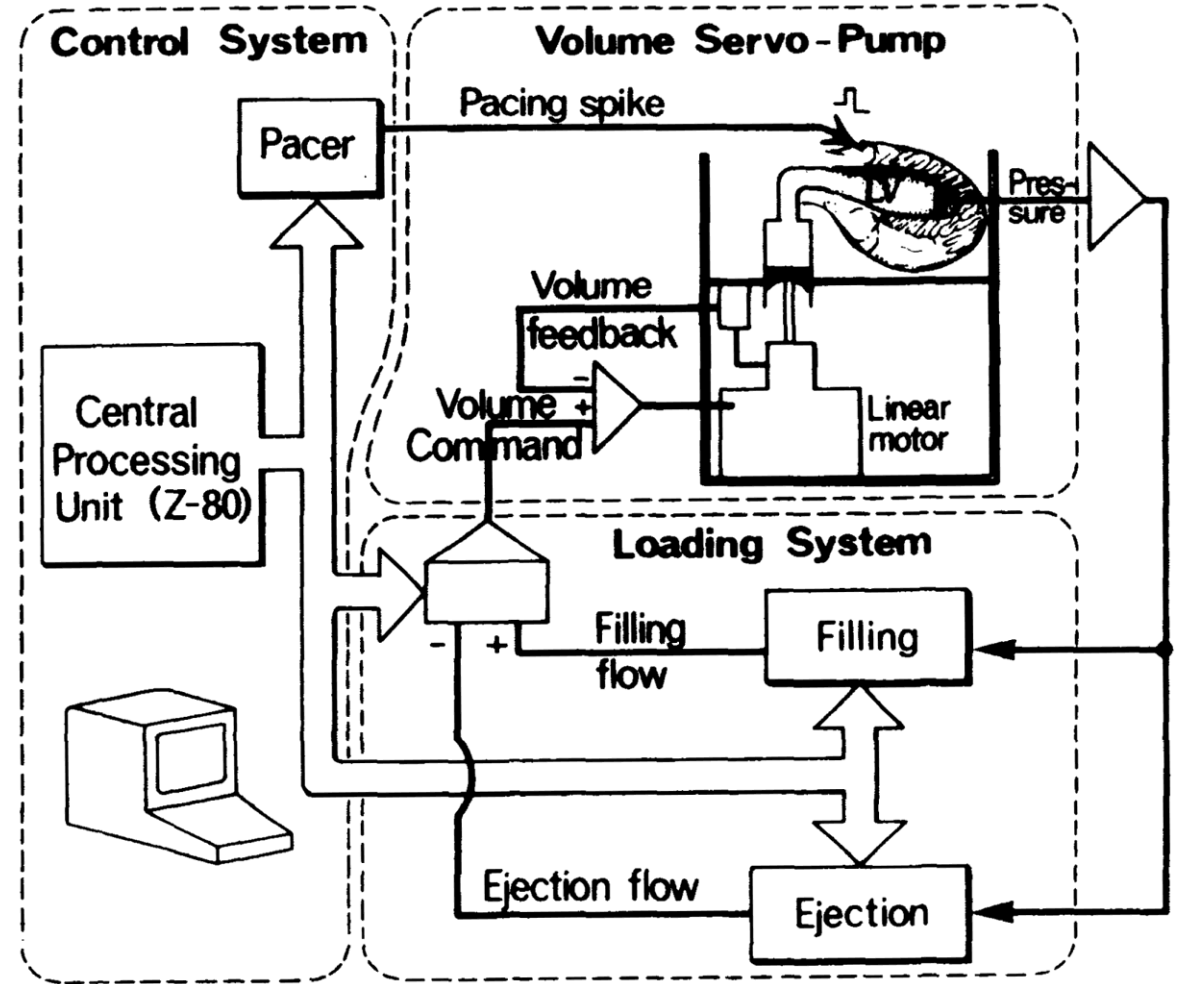 Control System
Volume Servo-Pump
Pacer
Pacing spike
LV
Pres-
sure
Volume
feedback
-
+
Volume
Command
Linear
motor
Central
Processing
Unit (Z-80)
Loading System
- +
Filling
flow
Filling
Ejection flow
Ejection